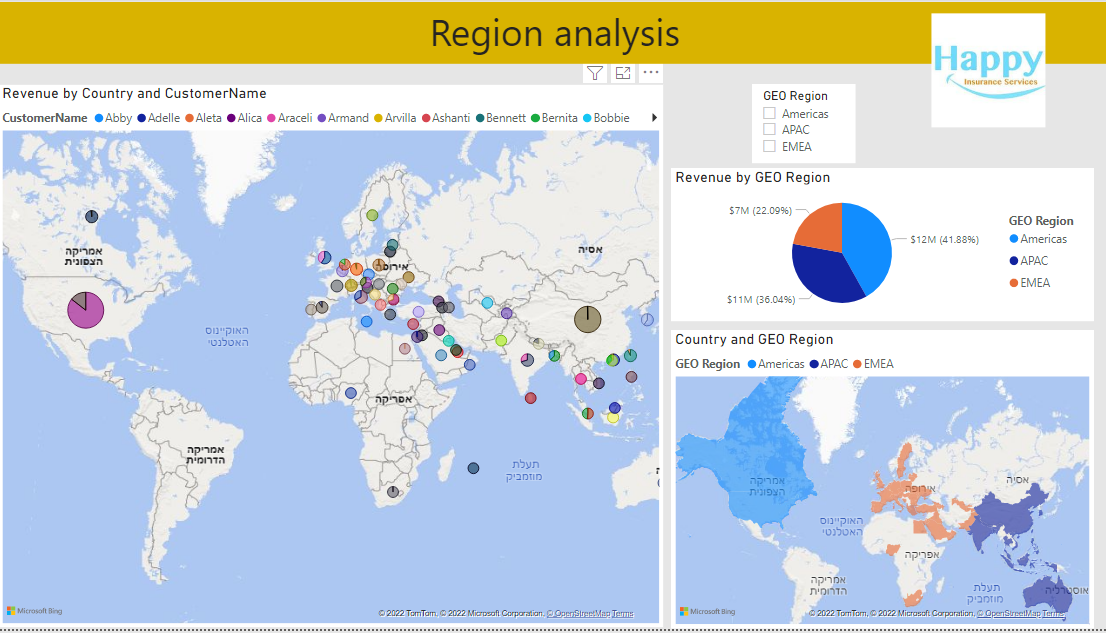 Region analysis
Happy
Insurance Services
Revenue by Country and CustomerName
CustomerName Abby Adelle Aleta Alica Araceli Armand Arvilla Ashanti Bennett Bernita Bobbie
אמריקה
הצפונית
האוקיינוס
האטלנטי
אירופה
אסיה
אפריקה
אמריקה
הדרומית
תעלת
מוזמביק
Microsoft Bing
© 2022 TomTom, © 2022 Microsoft Corporation, © OpenStreetMap Terms
GEO Region
Americas
APAC
EMEA
Revenue by GEO Region
$7M (22.09%)
$12M (41.88%)
$11M (36.04%)
GEO Region
Americas
APAC
EMEA
Country and GEO Region
GEO Region Americas APAC EMEA
אמריקה
הצפונית
האוקיינוס
האטלנטי
אירופה
אסיה
אפריקה
אמריקה
הדרומית
תעלת
מוזמביק
אוסטרליה
Microsoft Bing
© 2022 TomTom, © 2022 Microsoft Corporation, © OpenStreetMap Terms